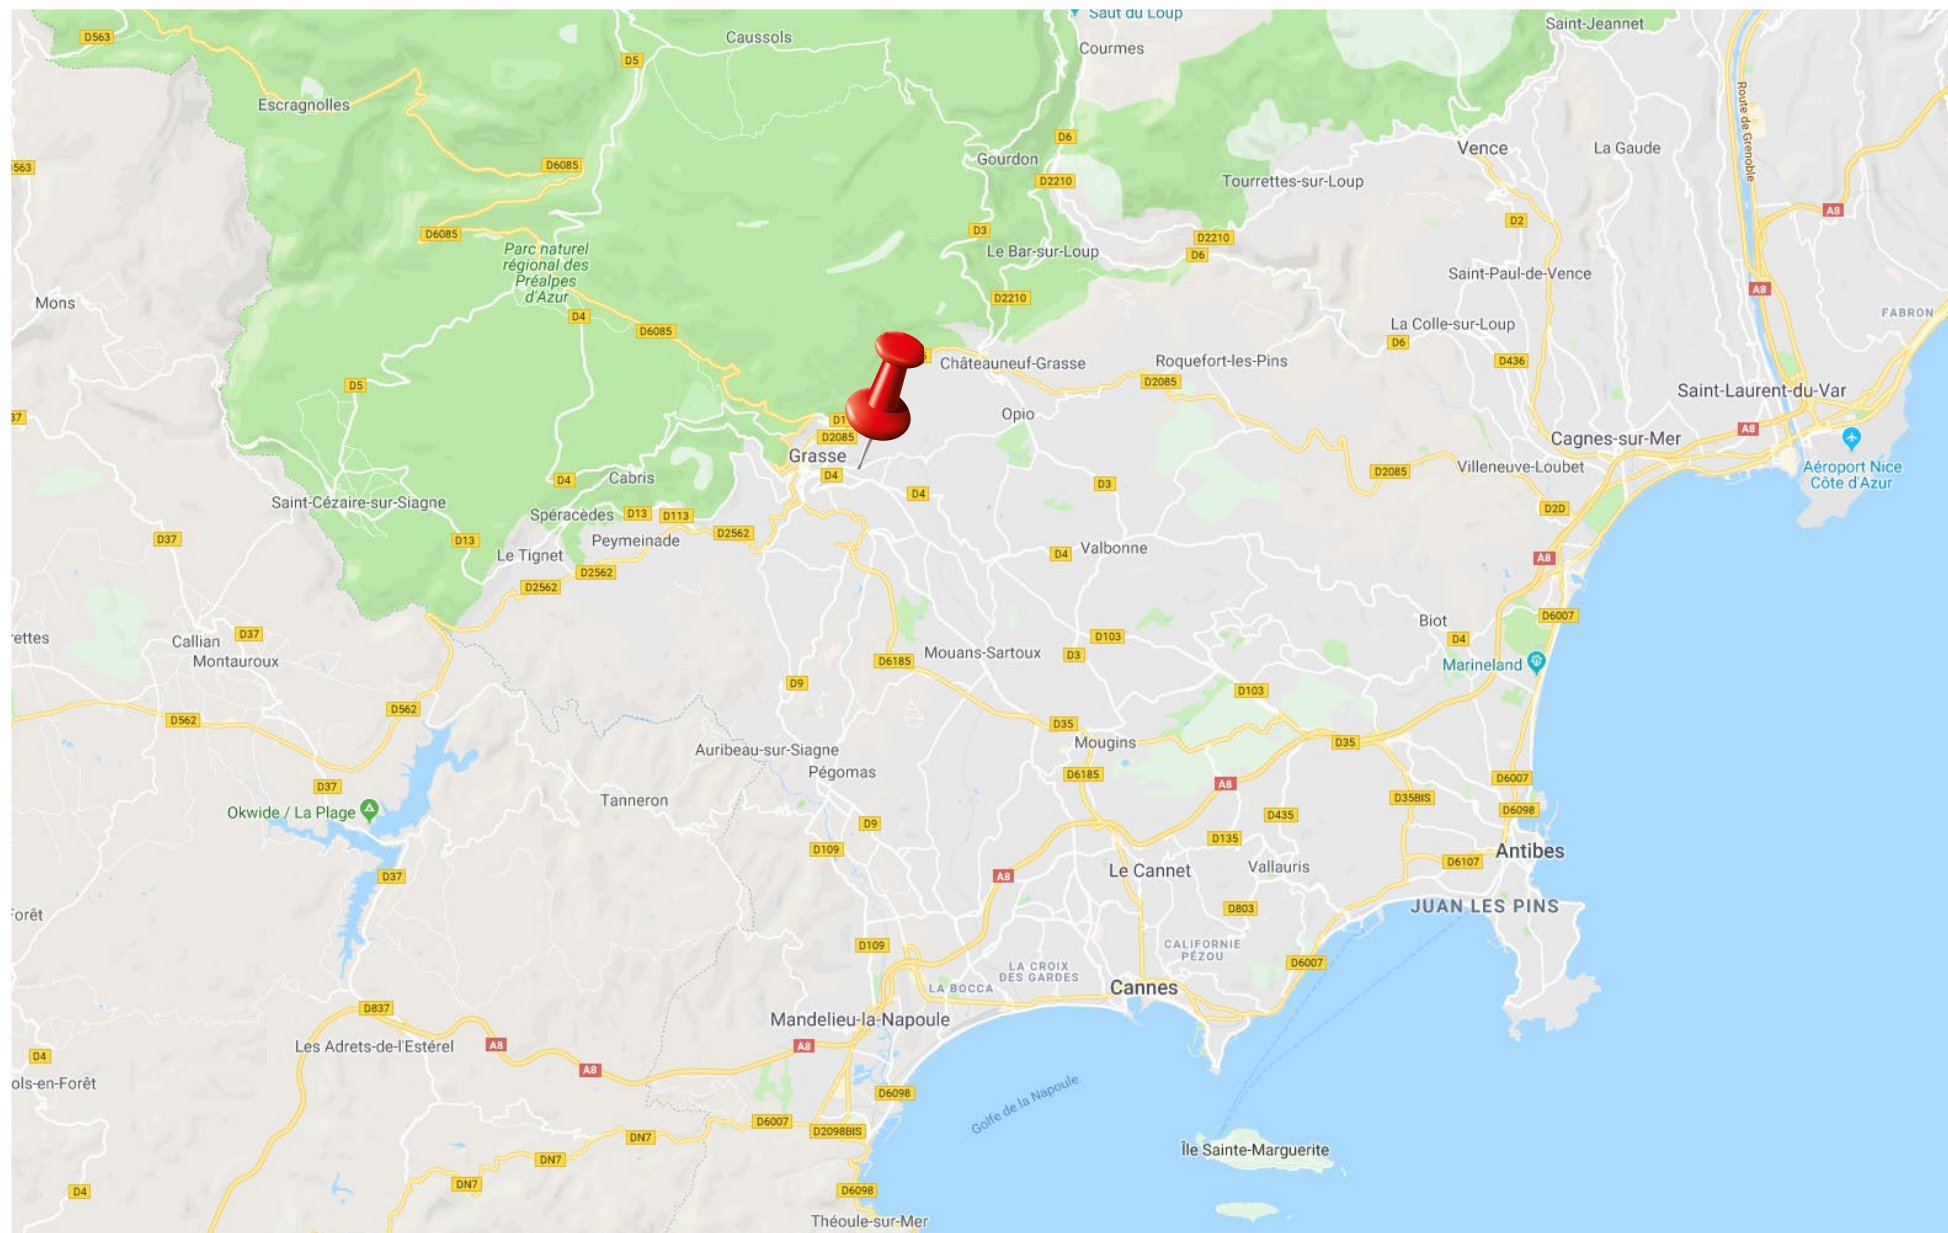 Saut du Loup
Saint-Jeannet
D563
Caussols
Courmes
D5
Escragnolles
Route de Grenoble
D6
Vence
La Gaude
Gourdon
563
D6085
D2210
Tourrettes-sur-Loup
A8
D2
D3
D6085
D2210
Parc naturel
régional des
Préalpes
d'Azur
Le Bar-sur-Loup
D6
Saint-Paul-de-Vence
A8
Mons
D2210
FABRON
D4
D6085
La Colle-sur-Loup
D6
Châteauneuf-Grasse
Roquefort-les-Pins
D436
D5
D2085
Saint-Laurent-du-Var
37
Opio
D1
D2085
A8
Cagnes-sur-Mer
Grasse
D4
D2085
Villeneuve-Loubet
Aéroport Nice
Côte d'Azur
D4
Cabris
D3
D4
Saint-Cézaire-sur-Siagne
Spéracèdes
D13
D113
D2D
D37
D13
Peymeinade
D2562
Le Tignet
D4
Valbonne
A8
D2562
D2562
D6007
Biot
ettes
Callian
D37
D103
D4
Montauroux
D6185
Mouans-Sartoux
D3
Marineland
D9
D103
D562
D562
D35
Mougins
D35
Auribeau-sur-Siagne
Pégomas
D6185
A8
D6007
D37
Tanneron
D35BIS
D6098
Okwide / La Plage
D435
D9
D135
D109
Antibes
D6107
Le Cannet
Vallauris
D37
A8
JUAN LES PINS
D803
Forêt
D109
CALIFORNIE
PÉZOU
D6007
LA CROIX
DES GARDES
LA BOCCA
Cannes
D837
Mandelieu-la-Napoule
Les Adrets-de-l'Estérel
A8
A8
D4
A8
ols-en-Forêt
D6098
Golfe de la Napoule
D6007
D2098BIS
DN7
Île Sainte-Marguerite
DN7
DN7
D4
D6098
Théoule-sur-Mer